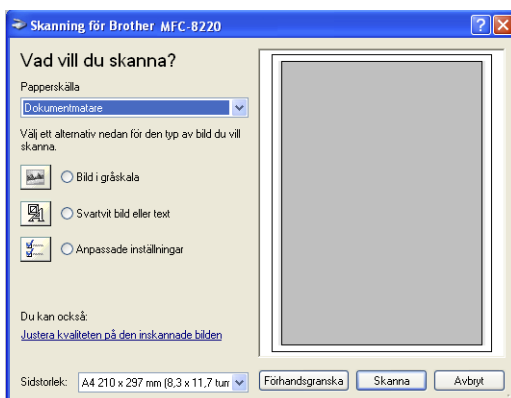 Skanning för Brother MFC-8220
Vad vill du skanna?
Papperskälla
Dokumentmatare
Välj ett alternativ nedan för den typ av bild du vill
skanna.
Bild i gråskala
Svartvit bild eller text
Anpassade inställningar
Du kan också:
Justera kvaliteten på den inskannade bilden
Sidstorlek: A4 210 x 297 mm (8,3 x 11,7 tum
Förhandsgranska Skanna Avbryt